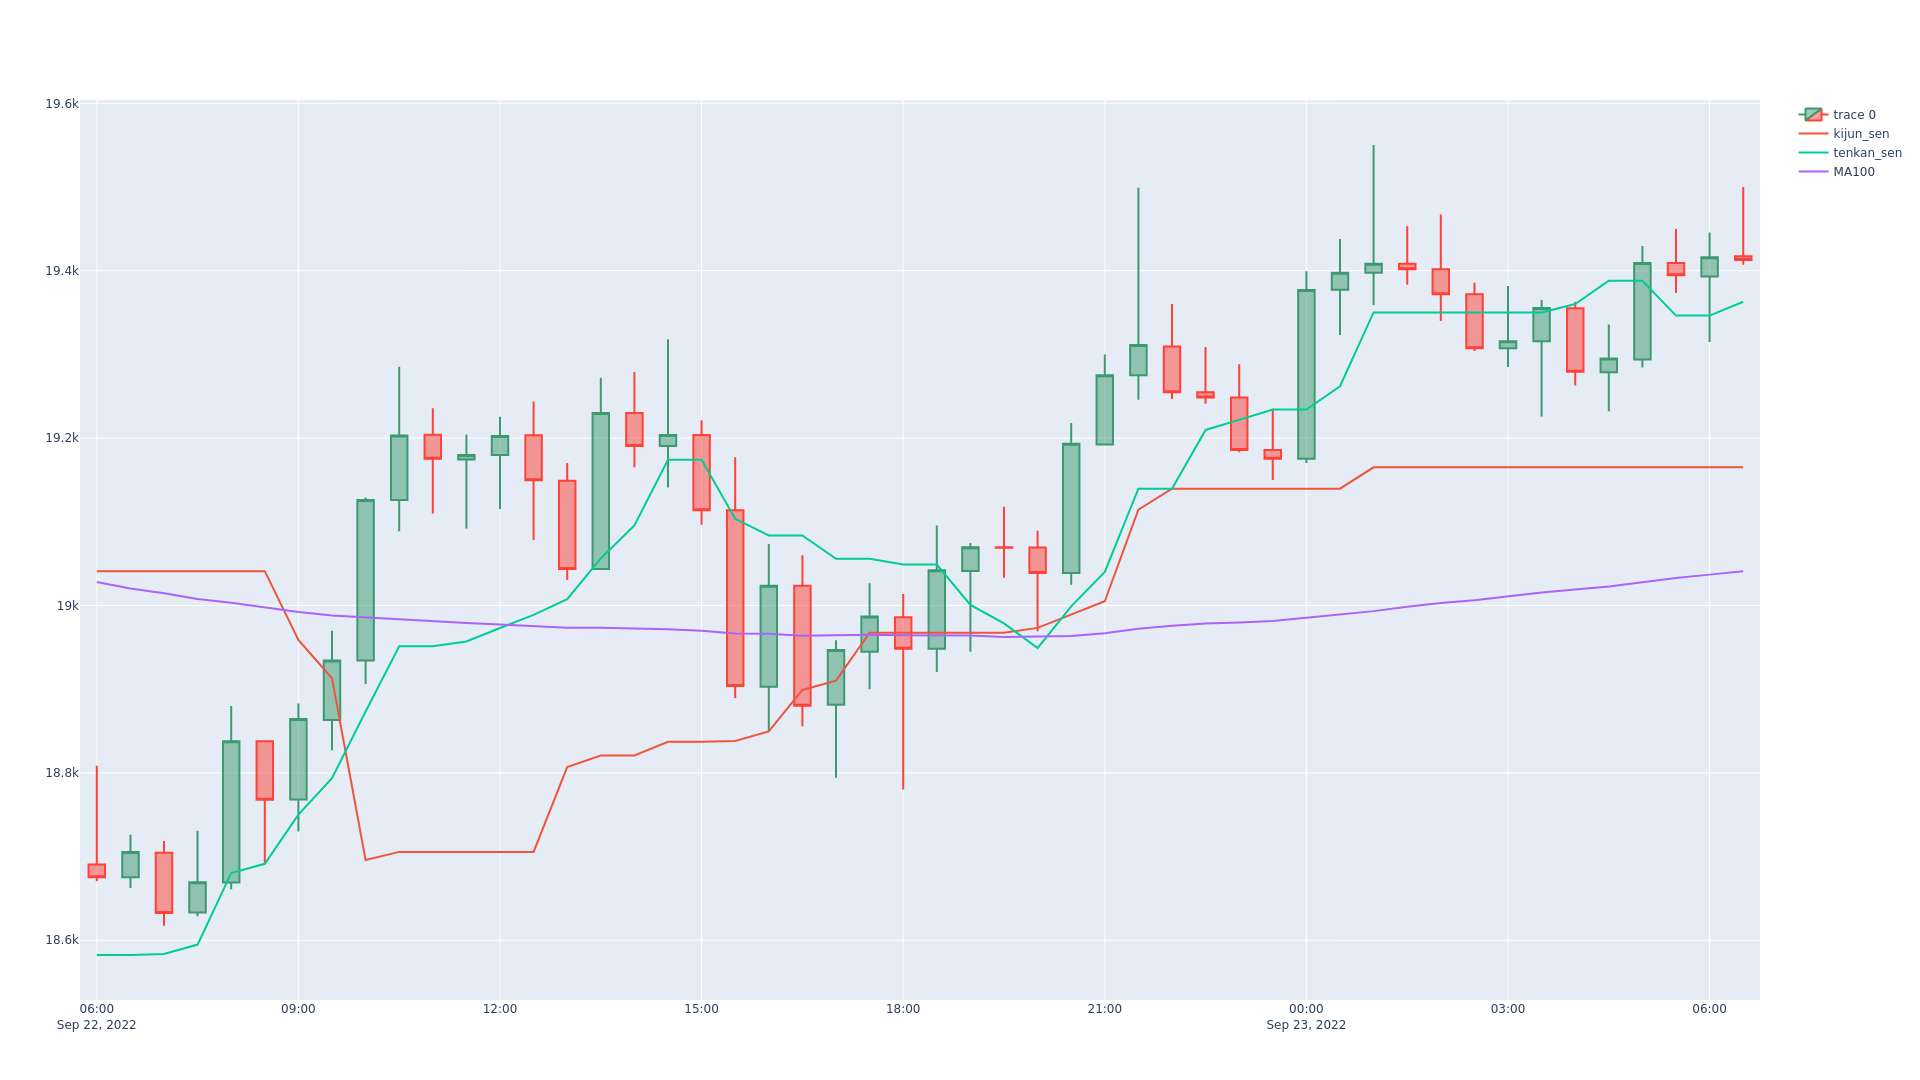 19.6k
19.4k
19.2k
19k
18.8k
18.6k
06:00 09:00 12:00 15:00 18:00 21:00 00:00 03:00 06:00
Sep 22, 2022 Sep 23, 2022
trace 0
kijun_sen
tenkan_sen
MA100